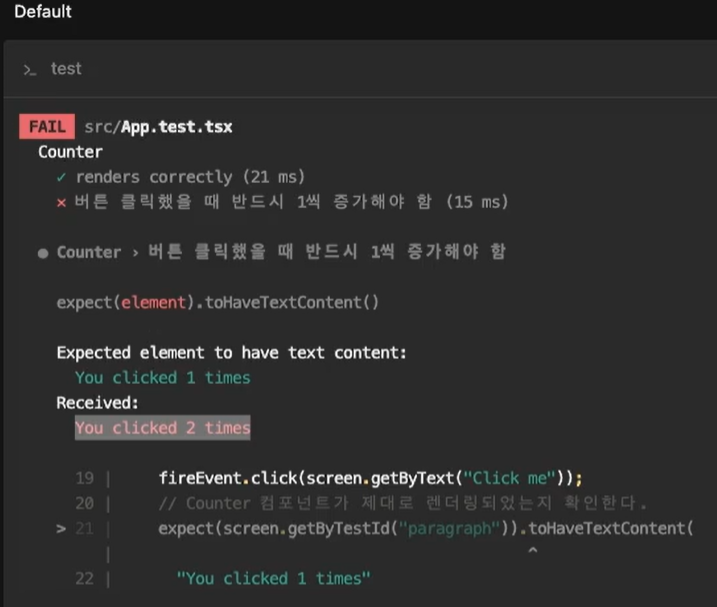 Default
>_ test
FAIL src/App.test.tsx
Counter
✓ renders correctly (21 ms)
× 버튼 클릭했을 때 반드시 1씩 증가해야 함 (15 ms)
● Counter › 버튼 클릭했을 때 반드시 1씩 증가해야 함
expect(element).toHaveTextContent()
Expected element to have text content:
You clicked 1 times
Received:
You clicked 2 times
19 | fireEvent.click(screen.getByText("Click me"));
20 | // Counter 컴포넌트가 제대로 렌더링되었는지 확인한다.
> 21 | expect(screen.getByTestId("paragraph")).toHaveTextContent(
| ^
22 | "You clicked 1 times"